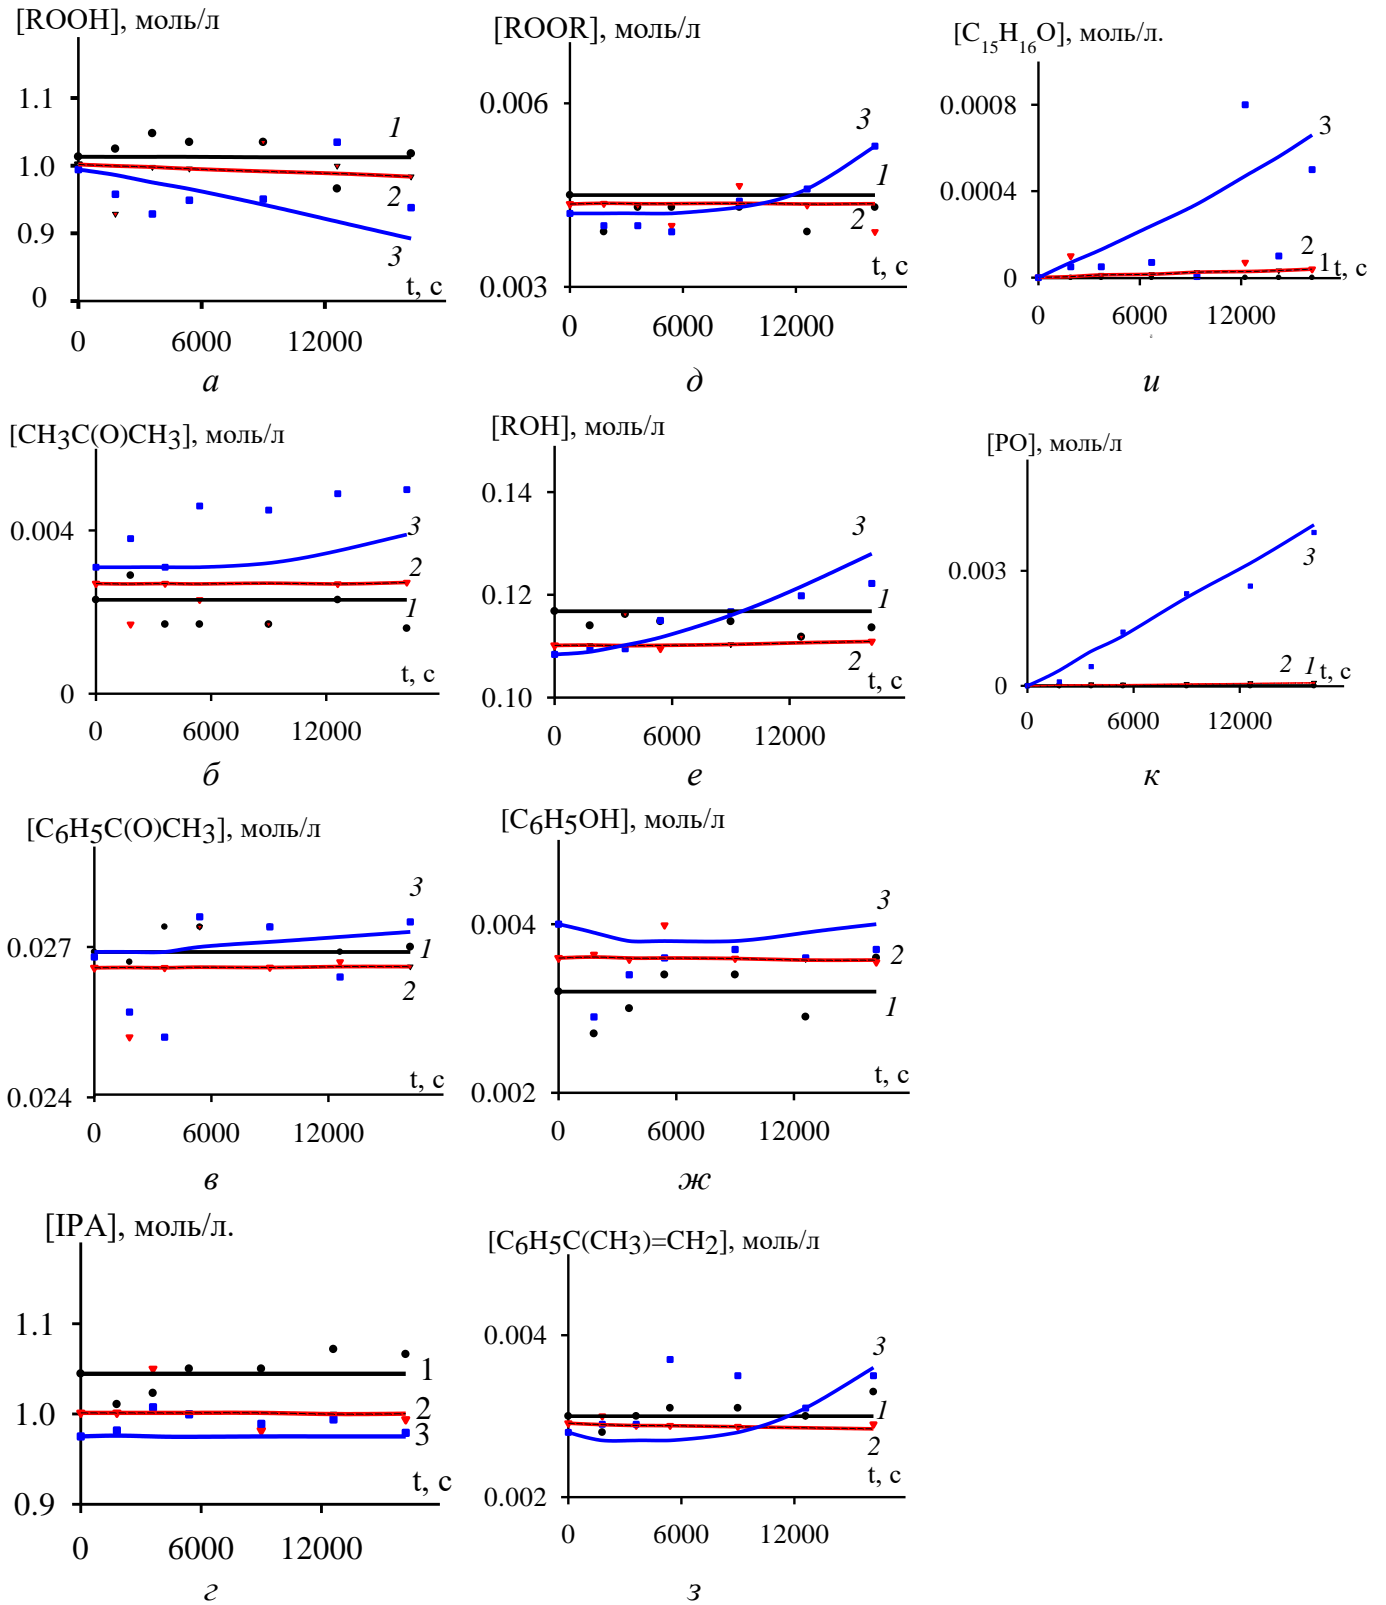 [ROOH], моль/л
1.1
1.0
0.9
0
1
2
3
t, с
0 6000 12000
а
[ROOR], моль/л
0.006
0.003
3
1
2
t, с
0 6000 12000
д
[C15H16O], моль/л.
0.0008
0.0004
0
3
2
1
t, с
0 6000 12000
и
[CH3C(O)CH3], моль/л
0.004
0
3
2
1
t, с
0 6000 12000
б
[ROH], моль/л
0.14
0.12
0.10
3
1
2
t, с
0 6000 12000
е
[PO], моль/л
0.003
0
3
2 1
t, с
0 6000 12000
к
[C6H5C(O)CH3], моль/л
0.027
0.024
3
1
2
t, с
0 6000 12000
в
[C6H5OH], моль/л
0.004
0.002
3
2
1
t, с
0 6000 12000
ж
[IPA], моль/л.
1.1
1.0
0.9
1
2
3
t, с
0 6000 12000
г
[C6H5C(CH3)=CH2], моль/л
0.004
0.002
3
1
2
t, с
0 6000 12000
з